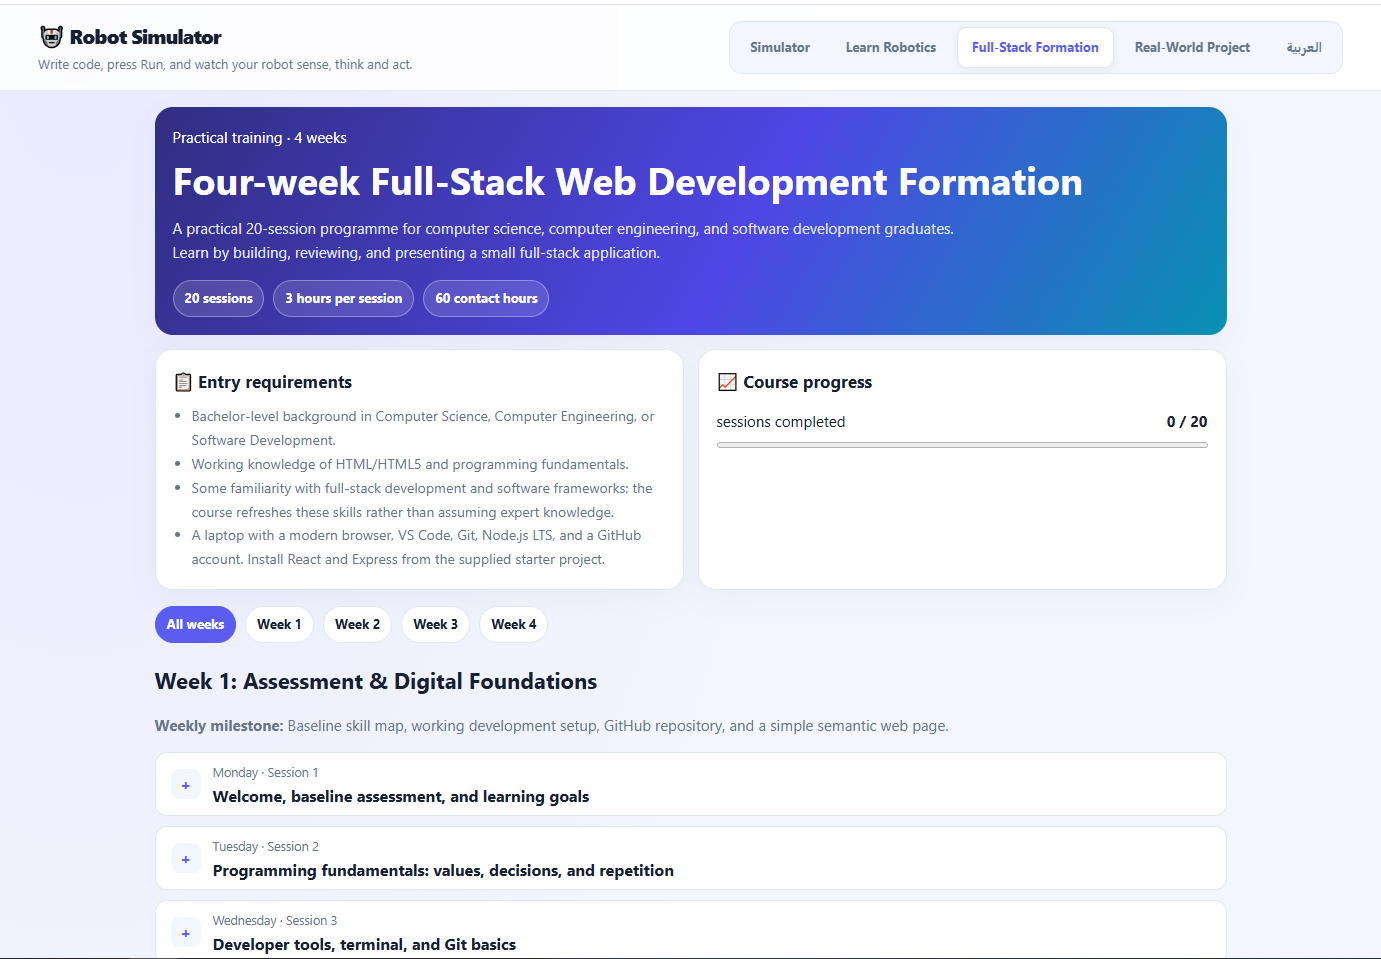 Robot Simulator
Write code, press Run, and watch your robot sense, think and act.
Simulator
Learn Robotics
Full-Stack Formation
Real-World Project
العربية
Practical training · 4 weeks
Four-week Full-Stack Web Development Formation
A practical 20-session programme for computer science, computer engineering, and software development graduates.
Learn by building, reviewing, and presenting a small full-stack application.
20 sessions
3 hours per session
60 contact hours
Entry requirements
• Bachelor-level background in Computer Science, Computer Engineering, or
Software Development.
• Working knowledge of HTML/HTML5 and programming fundamentals.
• Some familiarity with full-stack development and software frameworks; the
course refreshes these skills rather than assuming expert knowledge.
• A laptop with a modern browser, VS Code, Git, Node.js LTS, and a GitHub
account. Install React and Express from the supplied starter project.
Course progress
sessions completed 0 / 20
All weeks
Week 1
Week 2
Week 3
Week 4
Week 1: Assessment & Digital Foundations
Weekly milestone: Baseline skill map, working development setup, GitHub repository, and a simple semantic web page.
+
Monday · Session 1
Welcome, baseline assessment, and learning goals
+
Tuesday · Session 2
Programming fundamentals: values, decisions, and repetition
+
Wednesday · Session 3
Developer tools, terminal, and Git basics